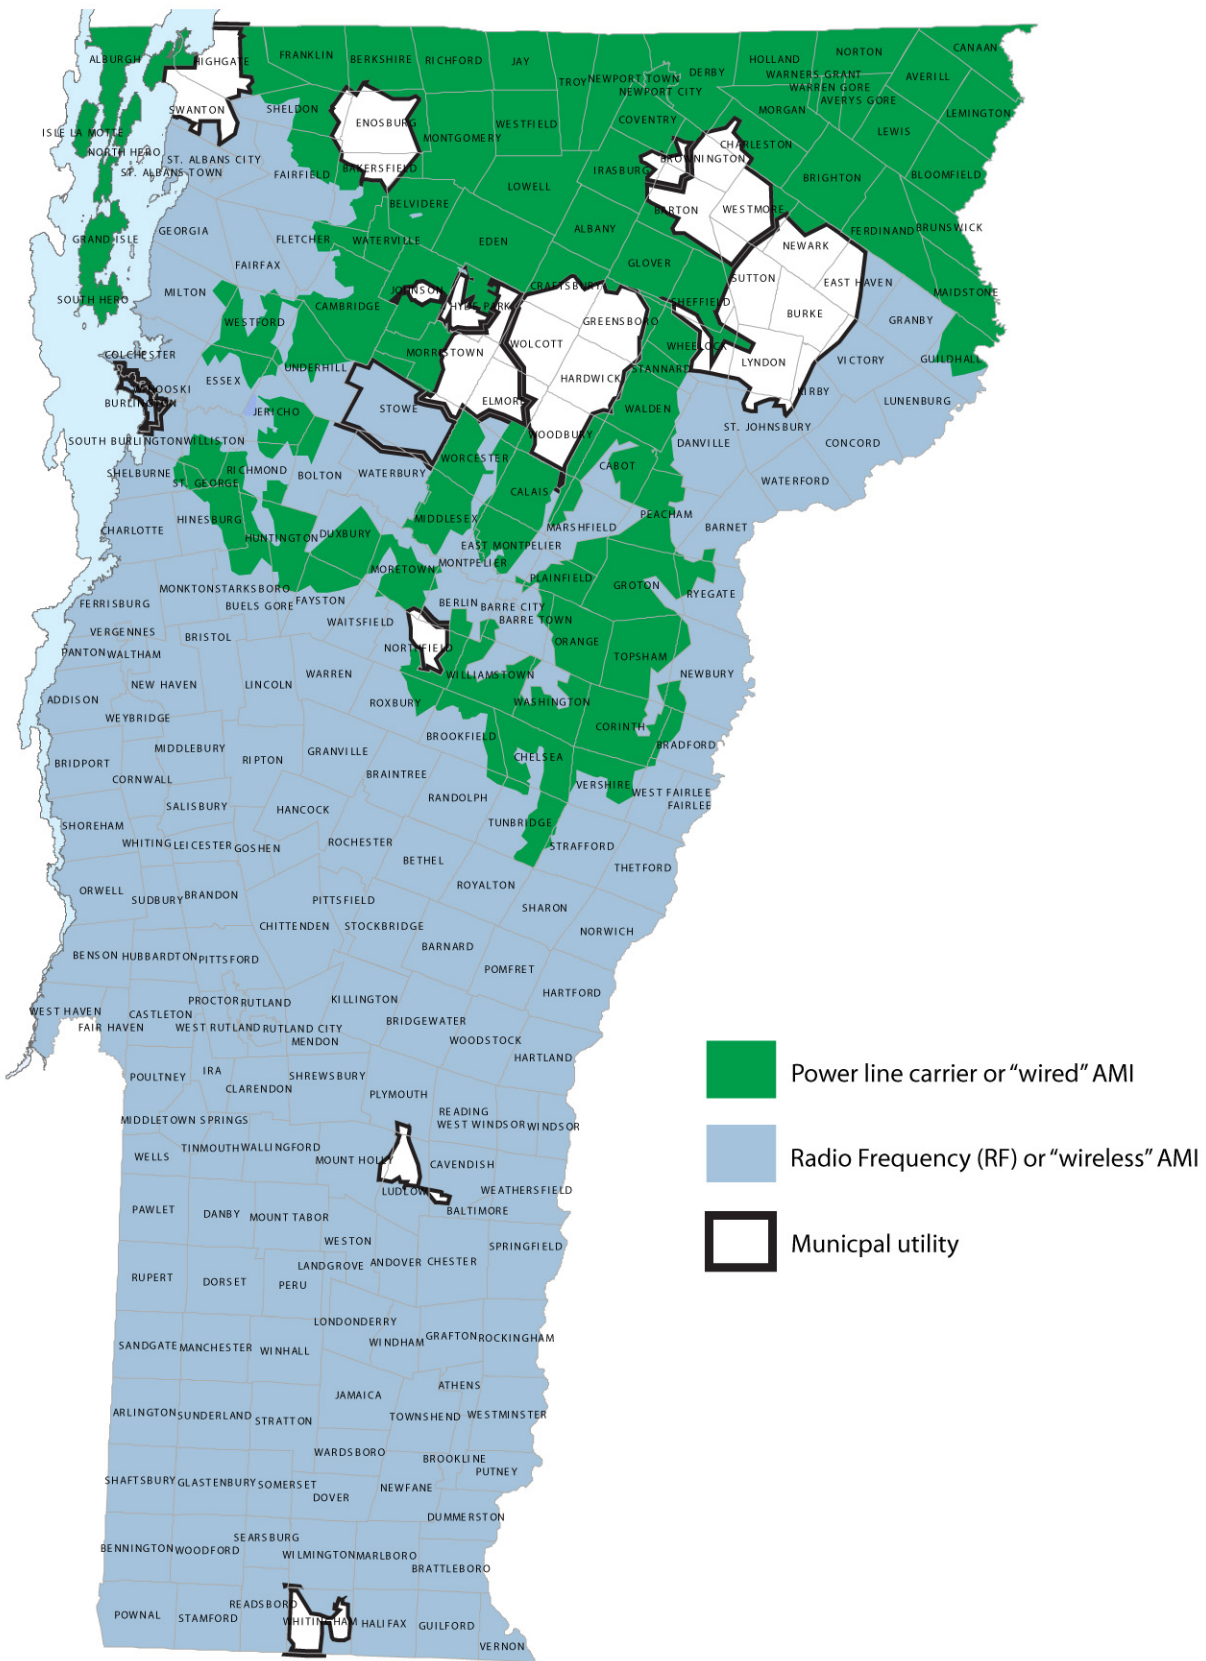 CANAAN
NORTON
FRANKLIN
BERKSHIRE
RICHFORD
JAY
HOLLAND
ALBURGH
HIGHGATE
DERBY
WARNERS GRANT
AVERILL
TROY
NEWPORT TOWN
WARREN GORE
NEWPORT CITY
AVERYS GORE
SWANTON
SHELDON
MORGAN
LEMINGTON
ENOSBURG
WESTFIELD
COVENTRY
LEWIS
ISLE LA MOTTE
MONTGOMERY
CHARLESTON
NORTH HERO
ST. ALBANS CITY
BROWNINGTON
ST. ALBANS TOWN
FAIRFIELD
BAKERSFIELD
IRASBURG
BRIGHTON
BLOOMFIELD
LOWELL
BELVIDERE
BARTON
WESTMORE
GRAND ISLE
GEORGIA
FLETCHER
WATERVILLE
EDEN
ALBANY
NEWARK
FERDINAND
BRUNSWICK
FAIRFAX
GLOVER
MILTON
JOHNSON
CRAFTSBURY
SUTTON
EAST HAVEN
MAIDSTONE
SOUTH HERO
CAMBRIDGE
HYDE PARK
SHEFFIELD
WESTFORD
GREENSBORO
BURKE
GRANBY
COLCHESTER
MORRISTOWN
WOLCOTT
WHEELOCK
LYNDON
VICTORY
GUILDHALL
UNDERHILL
STANNARD
ESSEX
HARDWICK
WINOOSKI
KIRBY
BURLINGTON
JERICHO
STOWE
ELMORE
WALDEN
LUNENBURG
SOUTH BURLINGTON
WILLISTON
WOODBURY
DANVILLE
ST. JOHNSBURY
CONCORD
SHELBURNE
RICHMOND
BOLTON
WATERBURY
WORCESTER
CABOT
ST. GEORGE
WATERFORD
CALAIS
HINESBURG
MIDDLESEX
PEACHAM
CHARLOTTE
HUNTINGTON
DUXBURY
MARSHFIELD
BARNET
EAST MONTPELIER
MORETOWN
MONTPELIER
PLAINFIELD
MONKTON
STARKSBORO
GROTON
RYEGATE
FERRISBURG
BUELS GORE
FAYSTON
BERLIN
BARRE CITY
WAITSFIELD
BARRE TOWN
VERGENNES
BRISTOL
NORTHFIELD
ORANGE
PANTON
WALTHAM
TOPSHAM
WARREN
WILLIAMSTOWN
NEWBURY
NEW HAVEN
LINCOLN
ADDISON
ROXBURY
WASHINGTON
WEYBRIDGE
CORINTH
BROOKFIELD
MIDDLEBURY
GRANVILLE
CHELSEA
BRADFORD
BRIDPORT
RIPTON
CORNWALL
BRAINTREE
VERSHIRE
WEST FAIRLEE
SALISBURY
HANCOCK
RANDOLPH
FAIRLEE
SHOREHAM
TUNBRIDGE
WHITING
LEICESTER
GOSHEN
ROCHESTER
STRAFFORD
BETHEL
THETFORD
ORWELL
SUDBURY
BRANDON
PITTSFIELD
ROYALTON
SHARON
CHITTENDEN
STOCKBRIDGE
NORWICH
BARNARD
BENSON
HUBBARDTON
PITTSFORD
POMFRET
HARTFORD
PROCTOR
RUTLAND
KILLINGTON
WEST HAVEN
CASTLETON
BRIDGEWATER
FAIR HAVEN
WEST RUTLAND
RUTLAND CITY
MENDON
WOODSTOCK
HARTLAND
POULTNEY
IRA
CLARENDON
SHREWSBURY
PLYMOUTH
READING
MIDDLETOWN SPRINGS
WEST WINDSOR
WINDSOR
WELLS
TINMOUTH
WALLINGFORD
MOUNT HOLLY
CAVENDISH
LUDLOW
WEATHERSFIELD
PAWLET
DANBY
MOUNT TABOR
BALTIMORE
WESTON
SPRINGFIELD
RUPERT
DORSET
LANDGROVE
ANDOVER
CHESTER
PERU
LONDONDERRY
SANDGATE
MANCHESTER
WINHALL
WINDHAM
GRAFTON
ROCKINGHAM
JAMAICA
ATHENS
ARLINGTON
SUNDERLAND
STRATTON
TOWNSHEND
WESTMINSTER
WARDSBORO
BROOKLINE
SHAFTSBURY
GLASTENBURY
SOMERSET
PUTNEY
DOVER
NEWFANE
DUMMERSTON
SEARSBURG
BENNINGTON
WOODFORD
WILMINGTON
MARLBORO
BRATTLEBORO
POWNAL
STAMFORD
READSBORO
WHITINGHAM
HALIFAX
GUILFORD
VERNON
Power line carrier or “wired” AMI
Radio Frequency (RF) or “wireless” AMI
Municpal utility